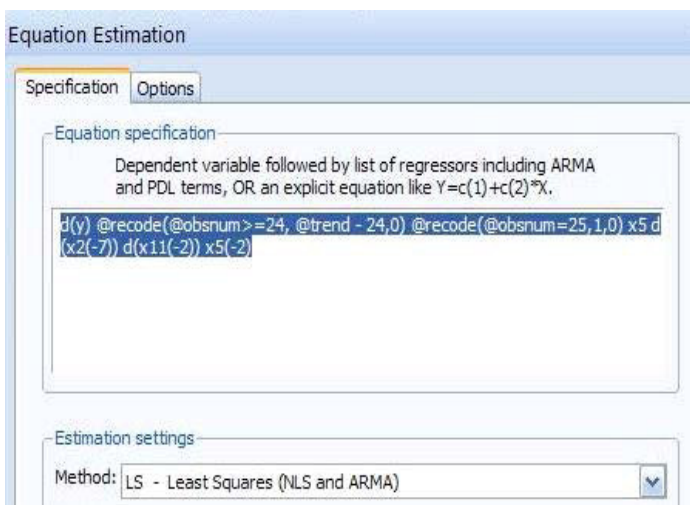 Equation Estimation
Specification Options
Equation specification
Dependent variable followed by list of regressors including ARMA
and PDL terms, OR an explicit equation like Y=c(1)+c(2)*X.
d(y) @recode(@obsnum>=24, @trend - 24,0) @recode(@obsnum=25,1,0) x5 d
(x2(-7)) d(x11(-2)) x5(-2)
Estimation settings
Method: LS - Least Squares (NLS and ARMA)